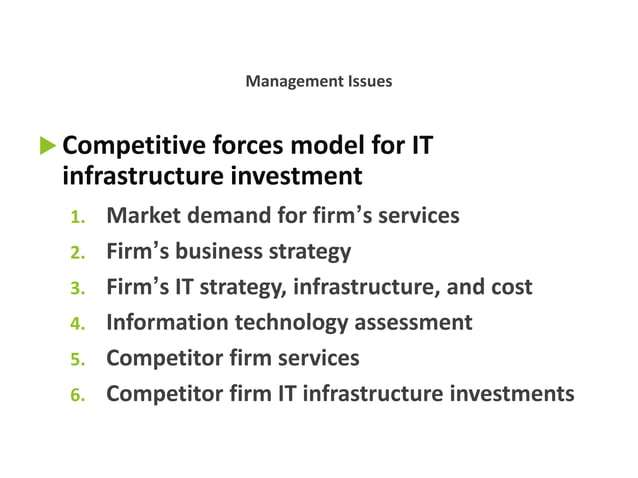 Management Issues
Competitive forces model for IT
infrastructure investment
1. Market demand for firm’s services
2. Firm’s business strategy
3. Firm’s IT strategy, infrastructure, and cost
4. Information technology assessment
5. Competitor firm services
6. Competitor firm IT infrastructure investments